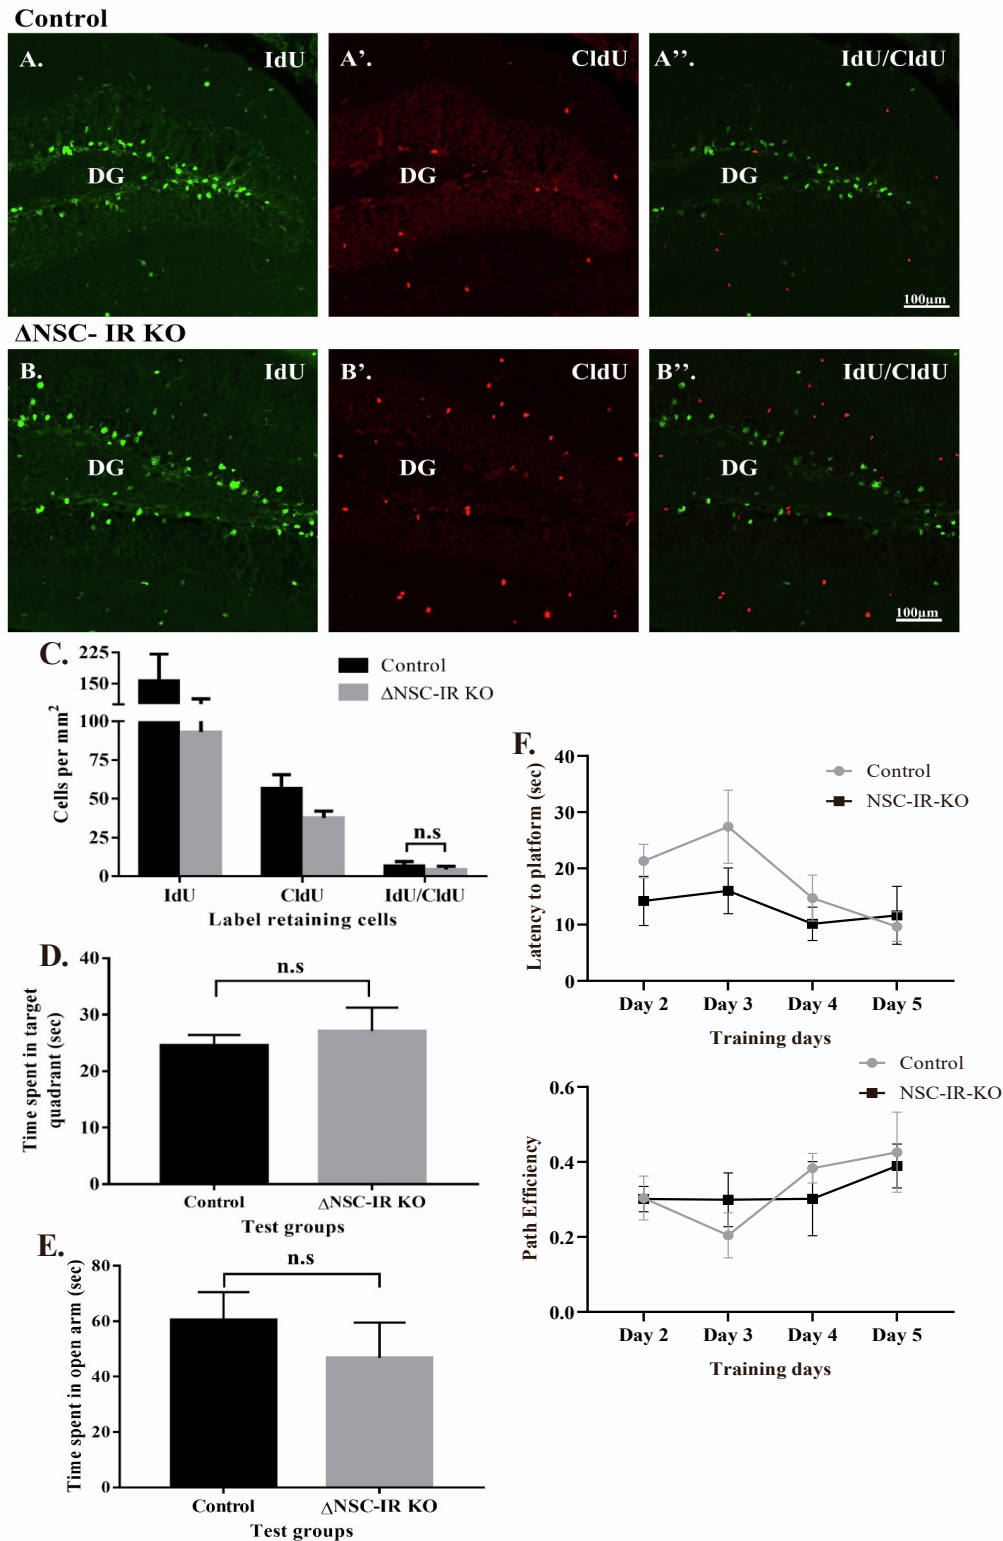 Control
A. IdU
A’. CldU
A’’. IdU/CldU
DG
DG
DG
100µm
ΔNSC- IR KO
B. IdU
B’. CldU
B’’. IdU/CldU
DG
DG
DG
100µm
C.
Control
ΔNSC-IR KO
Cells per mm2
225
150
100
75
50
25
0
n.s
IdU CldU IdU/CldU
Label retaining cells
D.
Time spent in target
quadrant (sec)
40
30
20
10
0
n.s
Control ΔNSC-IR KO
Test groups
E.
Time spent in open arm (sec)
80
60
40
20
0
n.s
Control ΔNSC-IR KO
Test groups
F.
Latency to platform (sec)
40
30
20
10
0
Control
NSC-IR-KO
Day 2 Day 3 Day 4 Day 5
Training days
Control
NSC-IR-KO
Path Efficiency
0.6
0.4
0.2
0.0
Day 2 Day 3 Day 4 Day 5
Training days